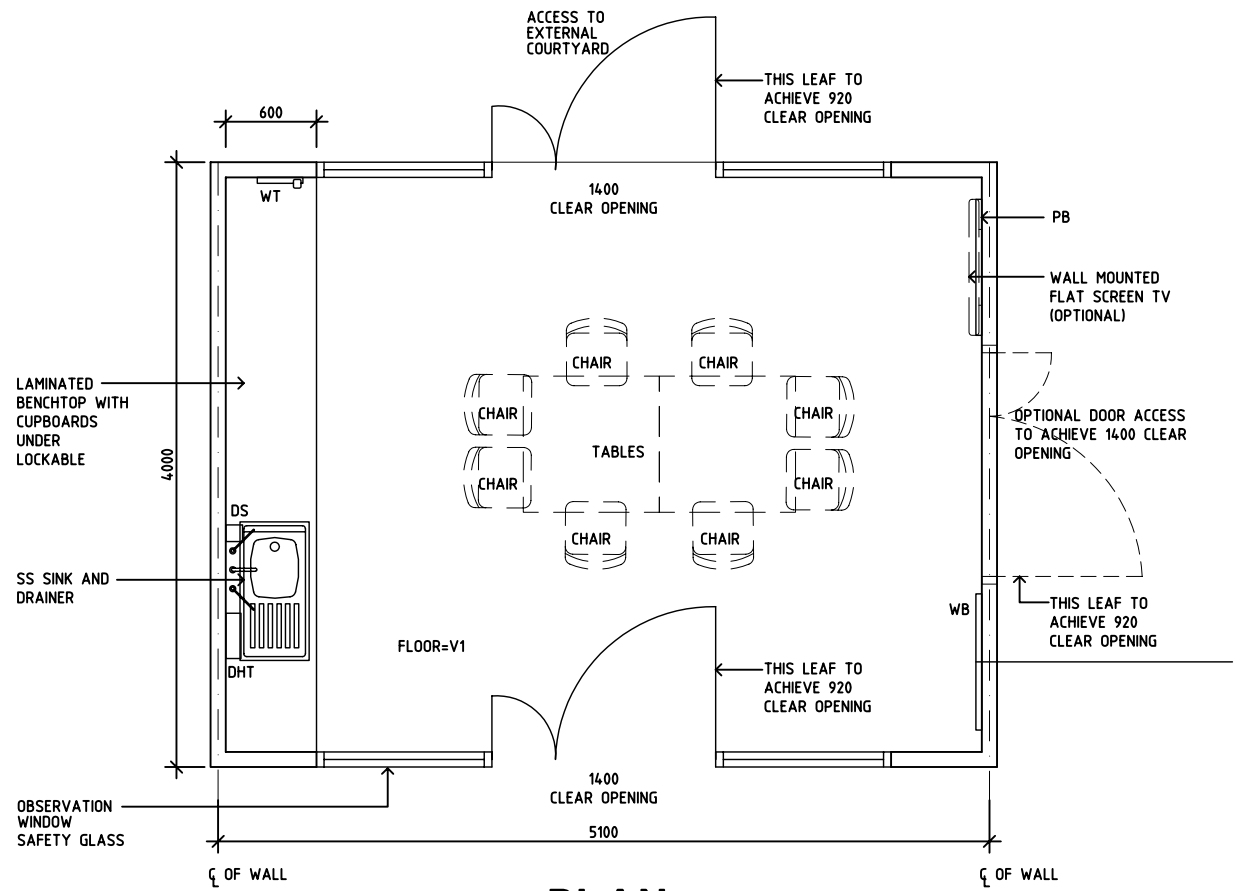 ACCESS TO
EXTERNAL
COURTYARD
THIS LEAF TO
ACHIEVE 920
CLEAR OPENING
600
WT
1400
CLEAR OPENING
PB
WALL MOUNTED
FLAT SCREEN TV
(OPTIONAL)
CHAIR
CHAIR
LAMINATED
BENCHTOP WITH
CUPBOARDS
UNDER
LOCKABLE
CHAIR
CHAIR
OPTIONAL DOOR ACCESS
TO ACHIEVE 1400 CLEAR
OPENING
4000
TABLES
CHAIR
CHAIR
DS
CHAIR
CHAIR
SS SINK AND
DRAINER
WB
THIS LEAF TO
ACHIEVE 920
CLEAR OPENING
FLOOR=V1
DHT
THIS LEAF TO
ACHIEVE 920
CLEAR OPENING
1400
CLEAR OPENING
OBSERVATION
WINDOW
SAFETY GLASS
5100
℄ OF WALL
℄ OF WALL
PLAN